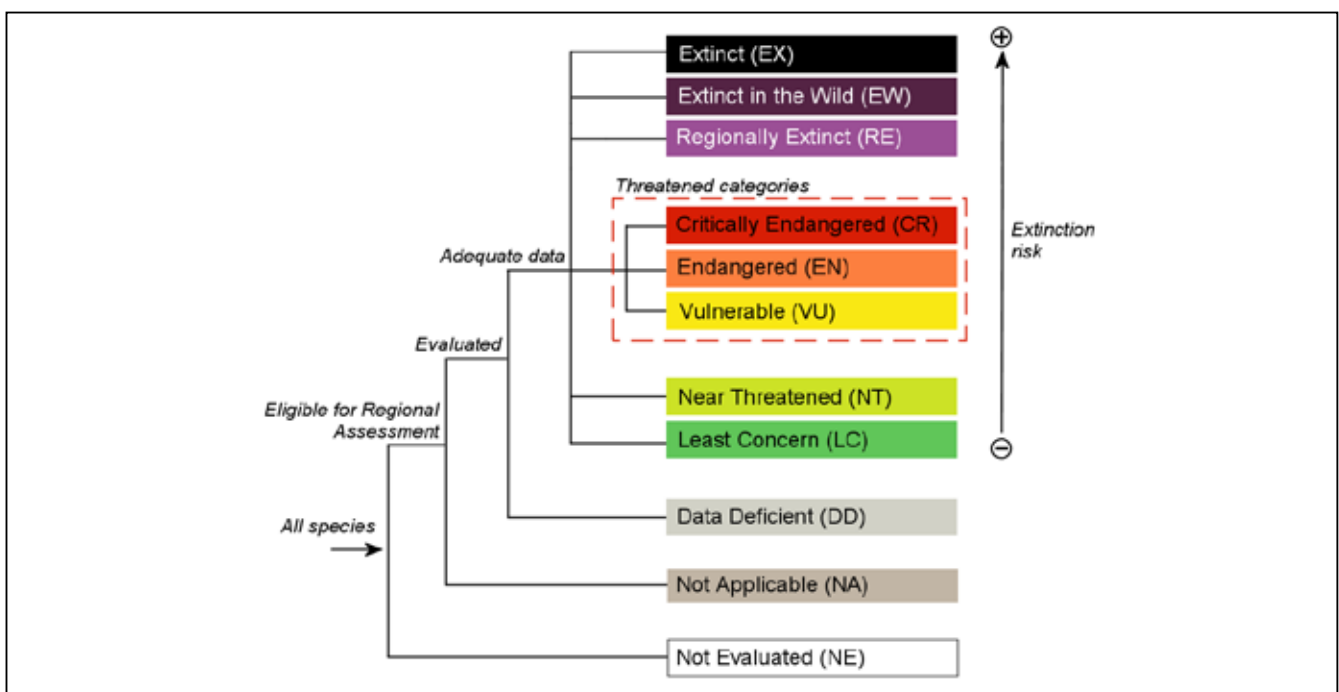 Extinct (EX)
Extinct in the Wild (EW)
Regionally Extinct (RE)
Threatened categories
Critically Endangered (CR)
Extinction
risk
Adequate data
Endangered (EN)
Vulnerable (VU)
Evaluated
Near Threatened (NT)
Eligible for Regional
Assessment
Least Concern (LC)
Data Deficient (DD)
All species
Not Applicable (NA)
Not Evaluated (NE)